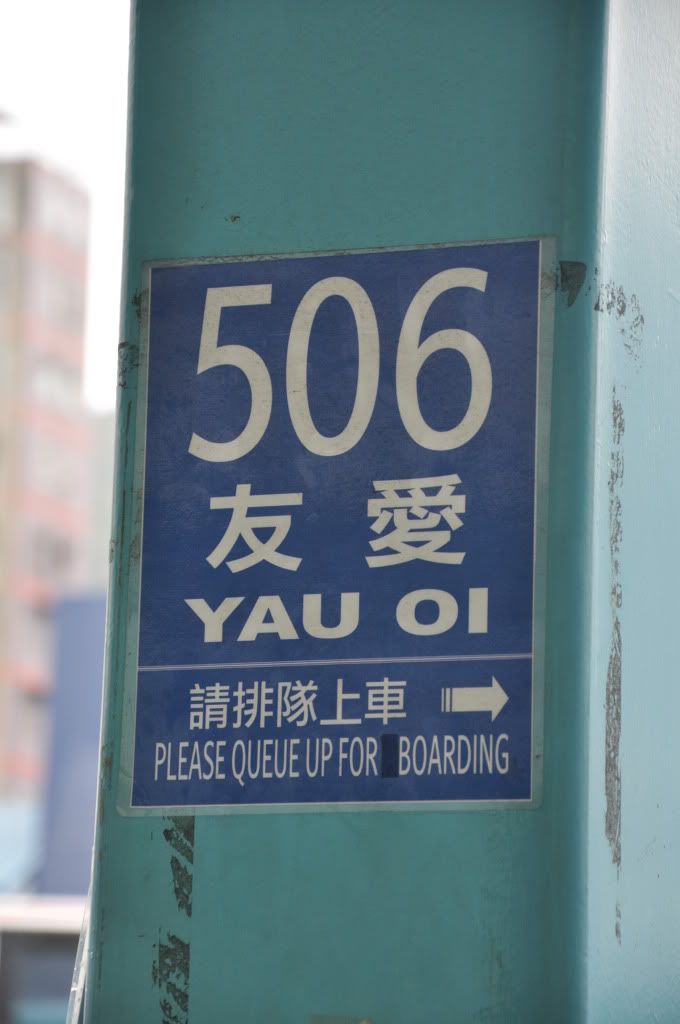 506
友愛
YAU OI
請排隊上車
PLEASE QUEUE UP FOR BOARDING